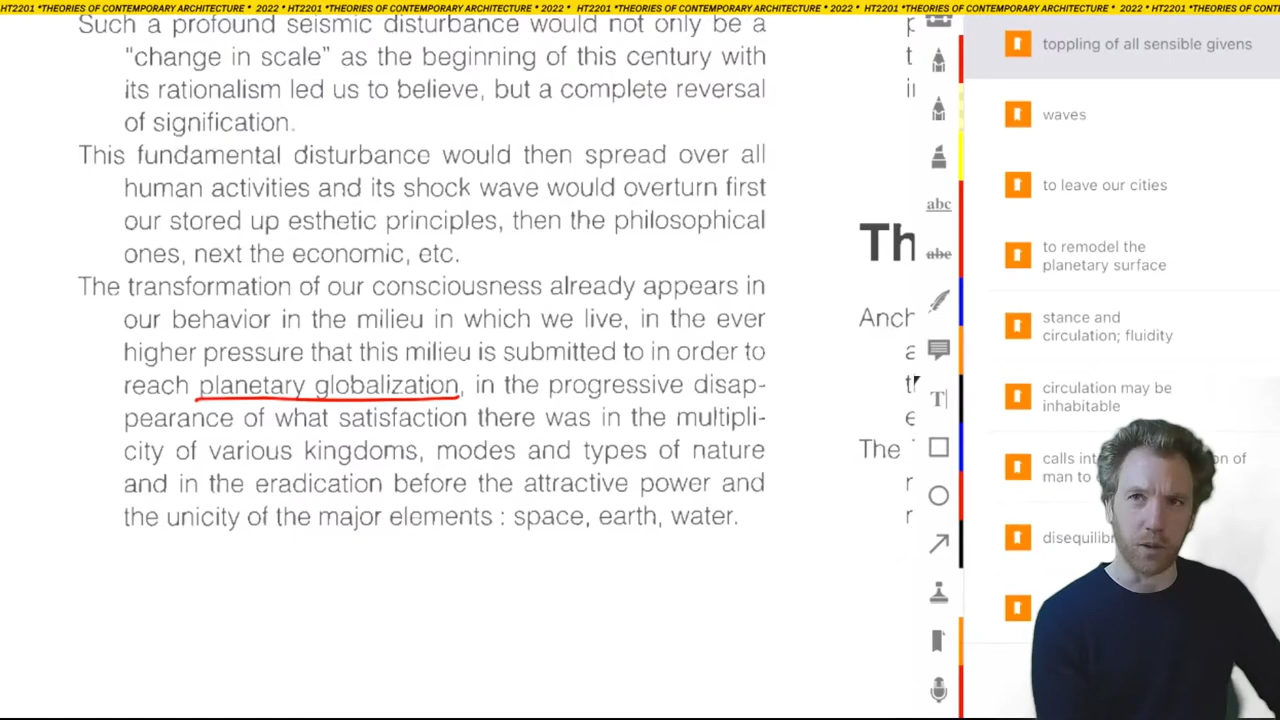 HT2201 *THEORIES OF CONTEMPORARY ARCHITECTURE * 2022 * HT2201 *THEORIES OF CONTEMPORARY ARCHITECTURE * 2022 * HT2201 *THEORIES OF CONTEMPORARY ARCHITECTURE * 2022 * HT2201 *THEORIES OF CONTEMPORARY ARCHITECTURE * 2022 * HT2201 *THEORIES OF CONTE
Such a profound seismic disturbance would not only be a
"change in scale" as the beginning of this century with
its rationalism led us to believe, but a complete reversal
of signification.
This fundamental disturbance would then spread over all
human activities and its shock wave would overturn first
our stored up esthetic principles, then the philosophical
ones, next the economic, etc.
The transformation of our consciousness already appears in
our behavior in the milieu in which we live, in the ever
higher pressure that this milieu is submitted to in order to
reach planetary globalization, in the progressive disap-
pearance of what satisfaction there was in the multipli-
city of various kingdoms, modes and types of nature
and in the eradication before the attractive power and
the unicity of the major elements : space, earth, water.
Th
Anch
The
abc
abc
T
toppling of all sensible givens
waves
to leave our cities
to remodel the
planetary surface
stance and
circulation; fluidity
circulation may be
inhabitable
calls int
on of
man to
disequilib